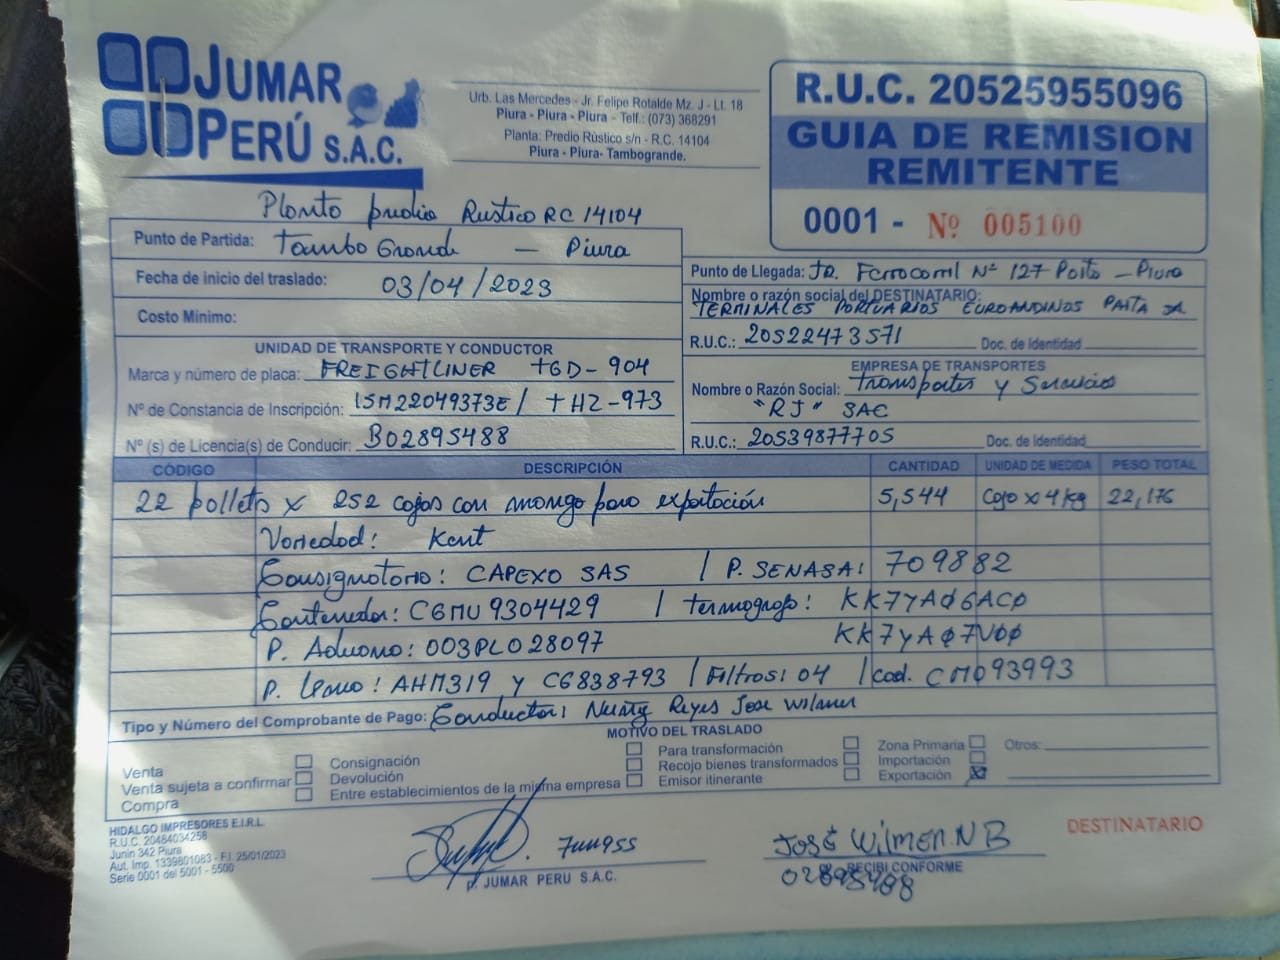 JUMAR
PERÚ S.A.C.
Urb. Las Mercedes - Jr. Felipe Rotalde Mz. J - Lt. 18
Piura - Piura - Piura - Telf.: (073) 368291
Planta: Predio Rústico s/n - R.C. 14104
Piura - Piura- Tambogrande.
R.U.C. 20525955096
GUIA DE REMISION
REMITENTE
0001 - Nº 005100
Planta predio Rustico RC 14104
Punto de Partida: Tambo Grande — Piura
Fecha de inicio del traslado: 03/04/2023
Costo Mínimo:
Punto de Llegada: JR. Ferrocarril Nº 127 Paita - Piura
Nombre o razón social del DESTINATARIO:
TERMINALES PORTUARIOS EUROANDINOS PAITA SA
R.U.C.: 20522473571 Doc. de Identidad
UNIDAD DE TRANSPORTE Y CONDUCTOR
Marca y número de placa: FREIGHTLINER TGD-904
Nº de Constancia de Inscripción: 15M22049373E / THZ-973
Nº (s) de Licencia(s) de Conducir: B02895488
EMPRESA DE TRANSPORTES
Nombre o Razón Social: Transportes y Servicios
"RJ" SAC
R.U.C.: 20539877705 Doc. de Identidad
CÓDIGO DESCRIPCIÓN CANTIDAD UNIDAD DE MEDIDA PESO TOTAL
22 pallets x 252 cajas con mango para exportación 5,544 Caja x 4 kg 22,176
Variedad: Kent
Consignatario: CAPEXO SAS / P. SENASA: 709882
Contenedor: CGMU 9304429 / Termografo: KK7YA06AC0
P. Aduana: 003PL028097 KK7YA07V00
P. Linea: AHM319 y C6838793 / Filtros: 04 / cod. CM093993
Tipo y Número del Comprobante de Pago: Conductor: Reyes Jose Wilmer
MOTIVO DEL TRASLADO
Venta Consignación Para transformación Zona Primaria Otros:
Venta sujeta a confirmar Devolución Recojo bienes transformados Importación
Compra Entre establecimientos de la misma empresa Emisor itinerante Exportación
HIDALGO IMPRESORES E.I.R.L.
R.U.C. 20484034258
Junín 342 Piura
Aut. Imp. 1339801083 - F.I. 25/01/2023
Serie 0001 del 5001 - 5500
p. JUMAR PERU S.A.C.
JOSÉ WILMER N B
RECIBI CONFORME
02895488
DESTINATARIO